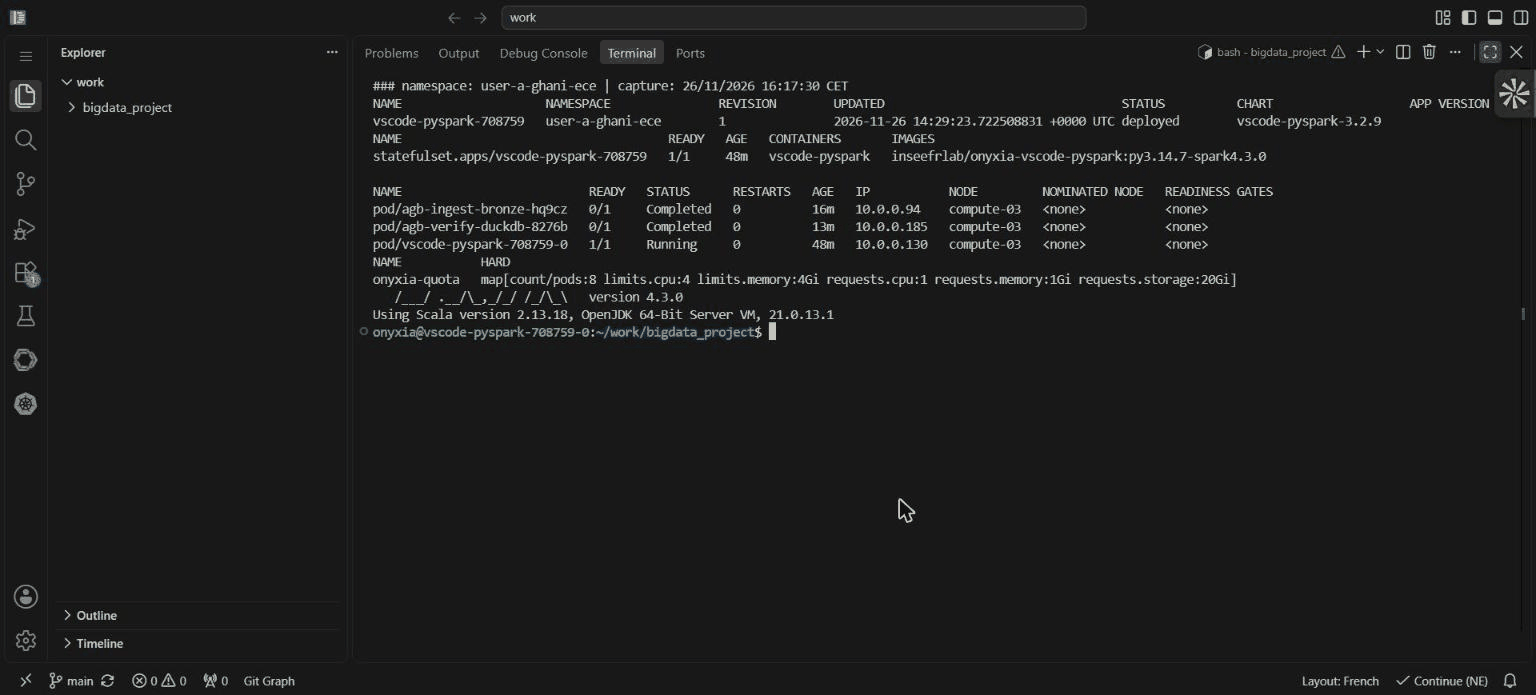 work
Explorer
work
bigdata_project
Outline
Timeline
Problems Output Debug Console Terminal Ports
bash - bigdata_project
### namespace: user-a-ghani-ece | capture: 26/11/2026 16:17:30 CET
NAME NAMESPACE REVISION UPDATED STATUS CHART APP VERSION
vscode-pyspark-708759 user-a-ghani-ece 1 2026-11-26 14:29:23.722508831 +0000 UTC deployed vscode-pyspark-3.2.9
NAME READY AGE CONTAINERS IMAGES
statefulset.apps/vscode-pyspark-708759 1/1 48m vscode-pyspark inseefrlab/onyxia-vscode-pyspark:py3.14.7-spark4.3.0
NAME READY STATUS RESTARTS AGE IP NODE NOMINATED NODE READINESS GATES
pod/agb-ingest-bronze-hq9cz 0/1 Completed 0 16m 10.0.0.94 compute-03 <none> <none>
pod/agb-verify-duckdb-8276b 0/1 Completed 0 13m 10.0.0.185 compute-03 <none> <none>
pod/vscode-pyspark-708759-0 1/1 Running 0 48m 10.0.0.130 compute-03 <none> <none>
NAME HARD
onyxia-quota map[count/pods:8 limits.cpu:4 limits.memory:4Gi requests.cpu:1 requests.memory:1Gi requests.storage:20Gi]
/___/ .__/\_,_/_/ /_/\_\ version 4.3.0
Using Scala version 2.13.18, OpenJDK 64-Bit Server VM, 21.0.13.1
onyxia@vscode-pyspark-708759-0:~/work/bigdata_project$
1
main 0 0 0 Git Graph Layout: French Continue (NE)